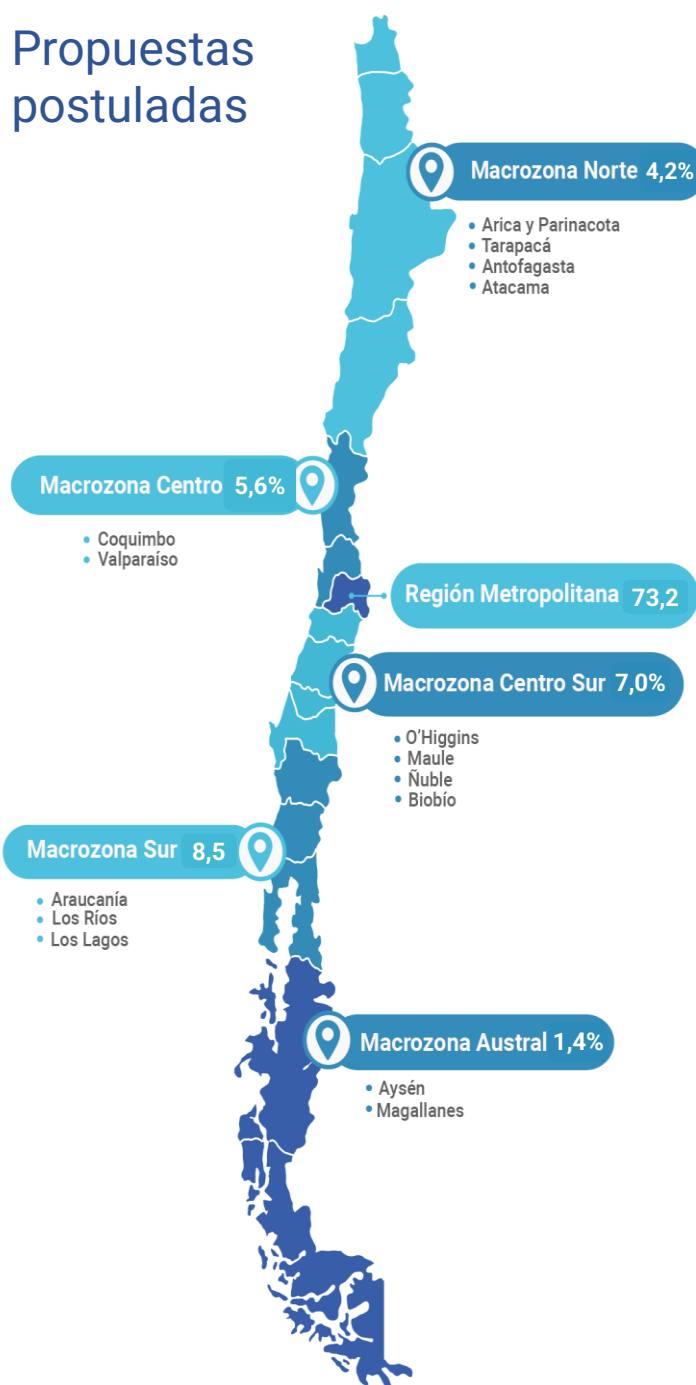 Propuestas
postuladas
Macrozona Norte 4,2%
• Arica y Parinacota
• Tarapacá
• Antofagasta
• Atacama
Macrozona Centro 5,6%
• Coquimbo
• Valparaíso
Región Metropolitana 73,2
Macrozona Centro Sur 7,0%
• O'Higgins
• Maule
• Ñuble
• Biobío
Macrozona Sur 8,5
• Araucanía
• Los Ríos
• Los Lagos
Macrozona Austral 1,4%
• Aysén
• Magallanes